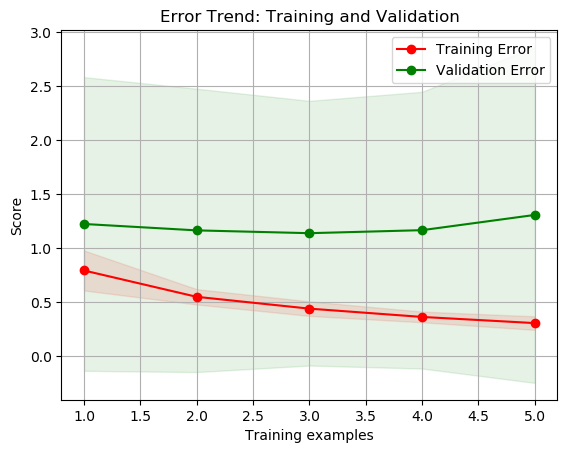 Error Trend: Training and Validation
Training Error
Validation Error
3.0
2.5
2.0
1.5
1.0
0.5
0.0
Score
1.0 1.5 2.0 2.5 3.0 3.5 4.0 4.5 5.0
Training examples